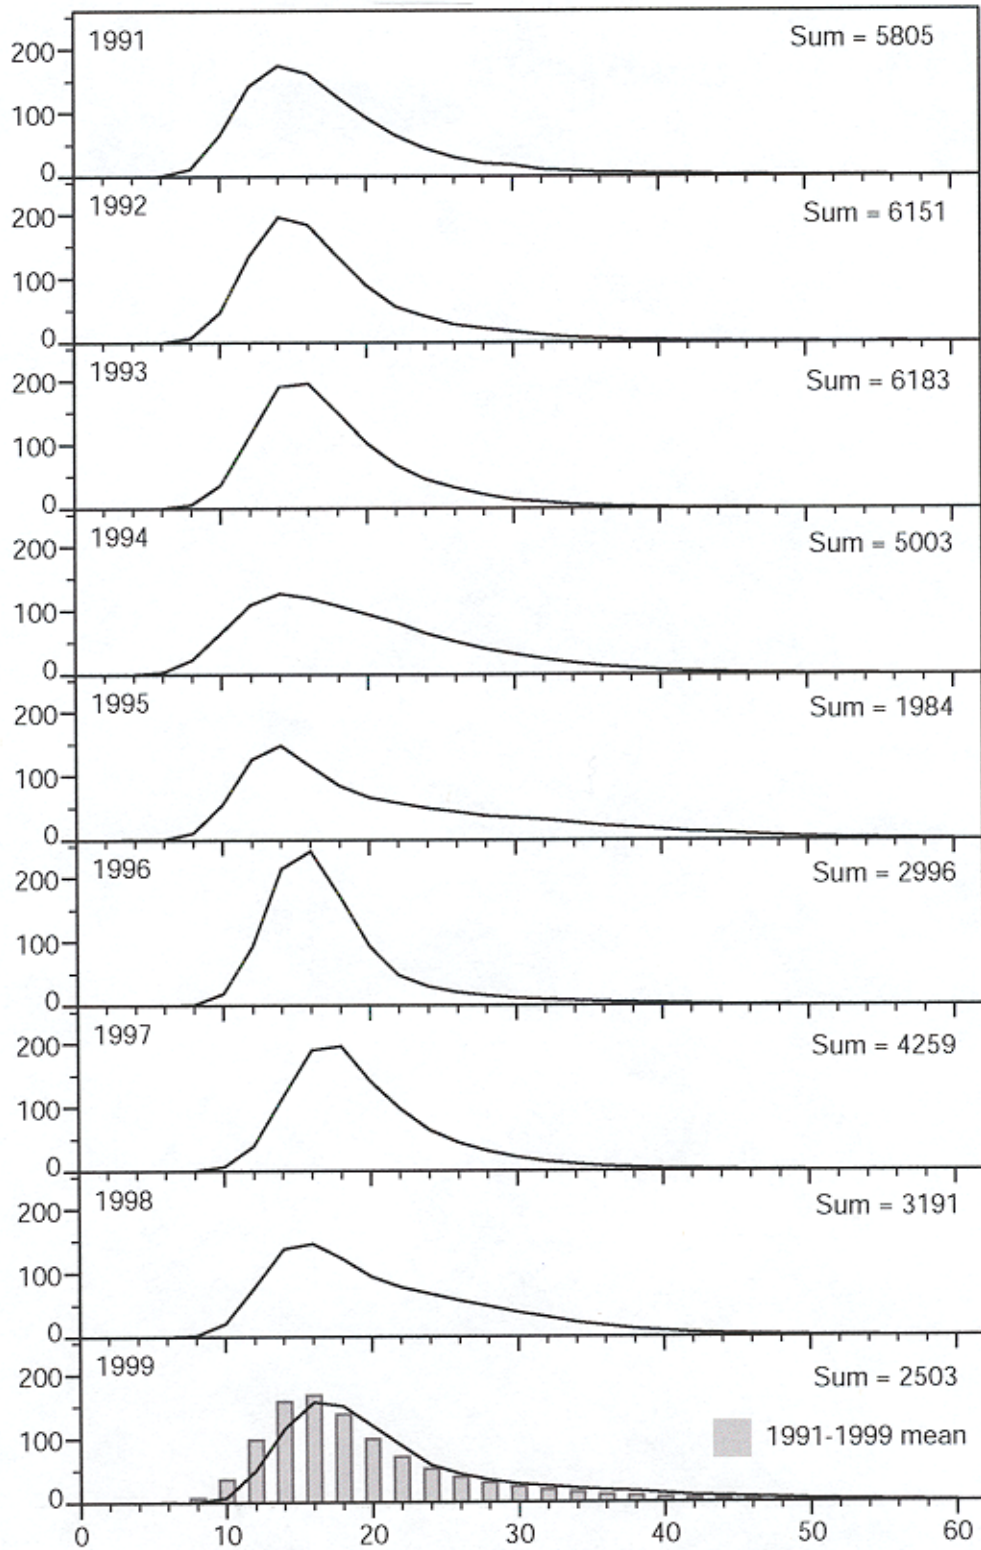 1991 Sum = 5805
200
100
0
1992 Sum = 6151
200
100
0
1993 Sum = 6183
200
100
0
1994 Sum = 5003
200
100
0
1995 Sum = 1984
200
100
0
1996 Sum = 2996
200
100
0
1997 Sum = 4259
200
100
0
1998 Sum = 3191
200
100
0
1999 Sum = 2503
200
100 1991-1999 mean
0
0 10 20 30 40 50 60